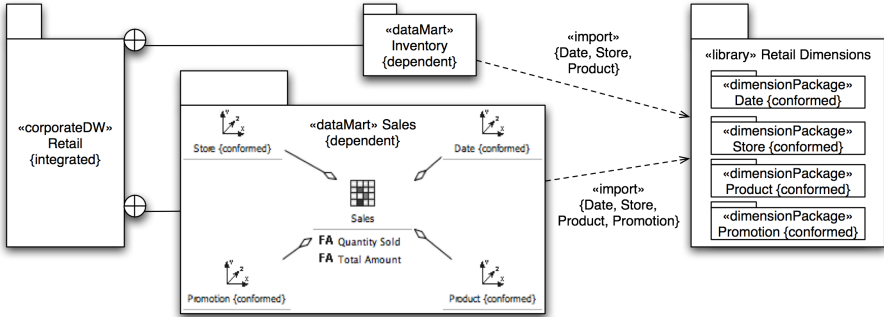 «corporateDW»
Retail
{integrated}
«dataMart»
Inventory
{dependent}
«import»
{Date, Store,
Product}
«dataMart» Sales
{dependent}
Store {conformed}
Date {conformed}
Sales
FA Quantity Sold
FA Total Amount
Promotion {conformed}
Product {conformed}
«import»
{Date, Store,
Product, Promotion}
«library» Retail Dimensions
«dimensionPackage»
Date {conformed}
«dimensionPackage»
Store {conformed}
«dimensionPackage»
Product {conformed}
«dimensionPackage»
Promotion {conformed}